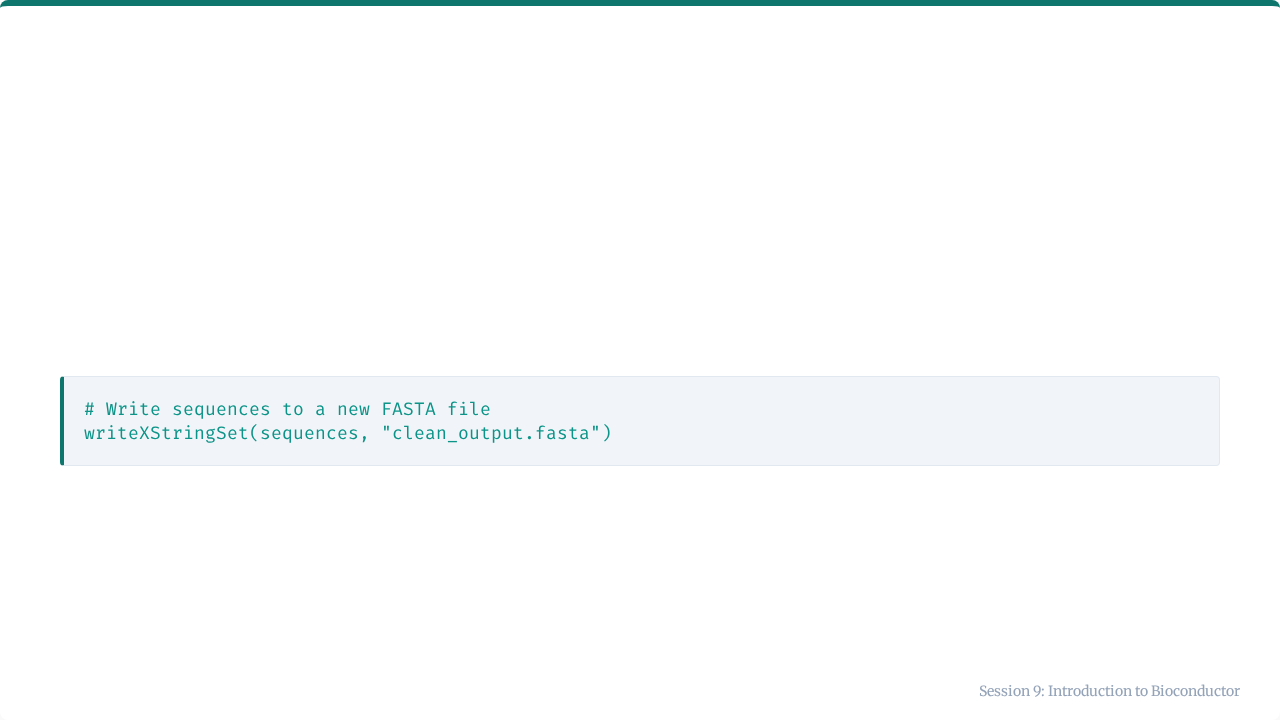 # Write sequences to a new FASTA file
writeXStringSet(sequences, "clean_output.fasta")
Session 9: Introduction to Bioconductor